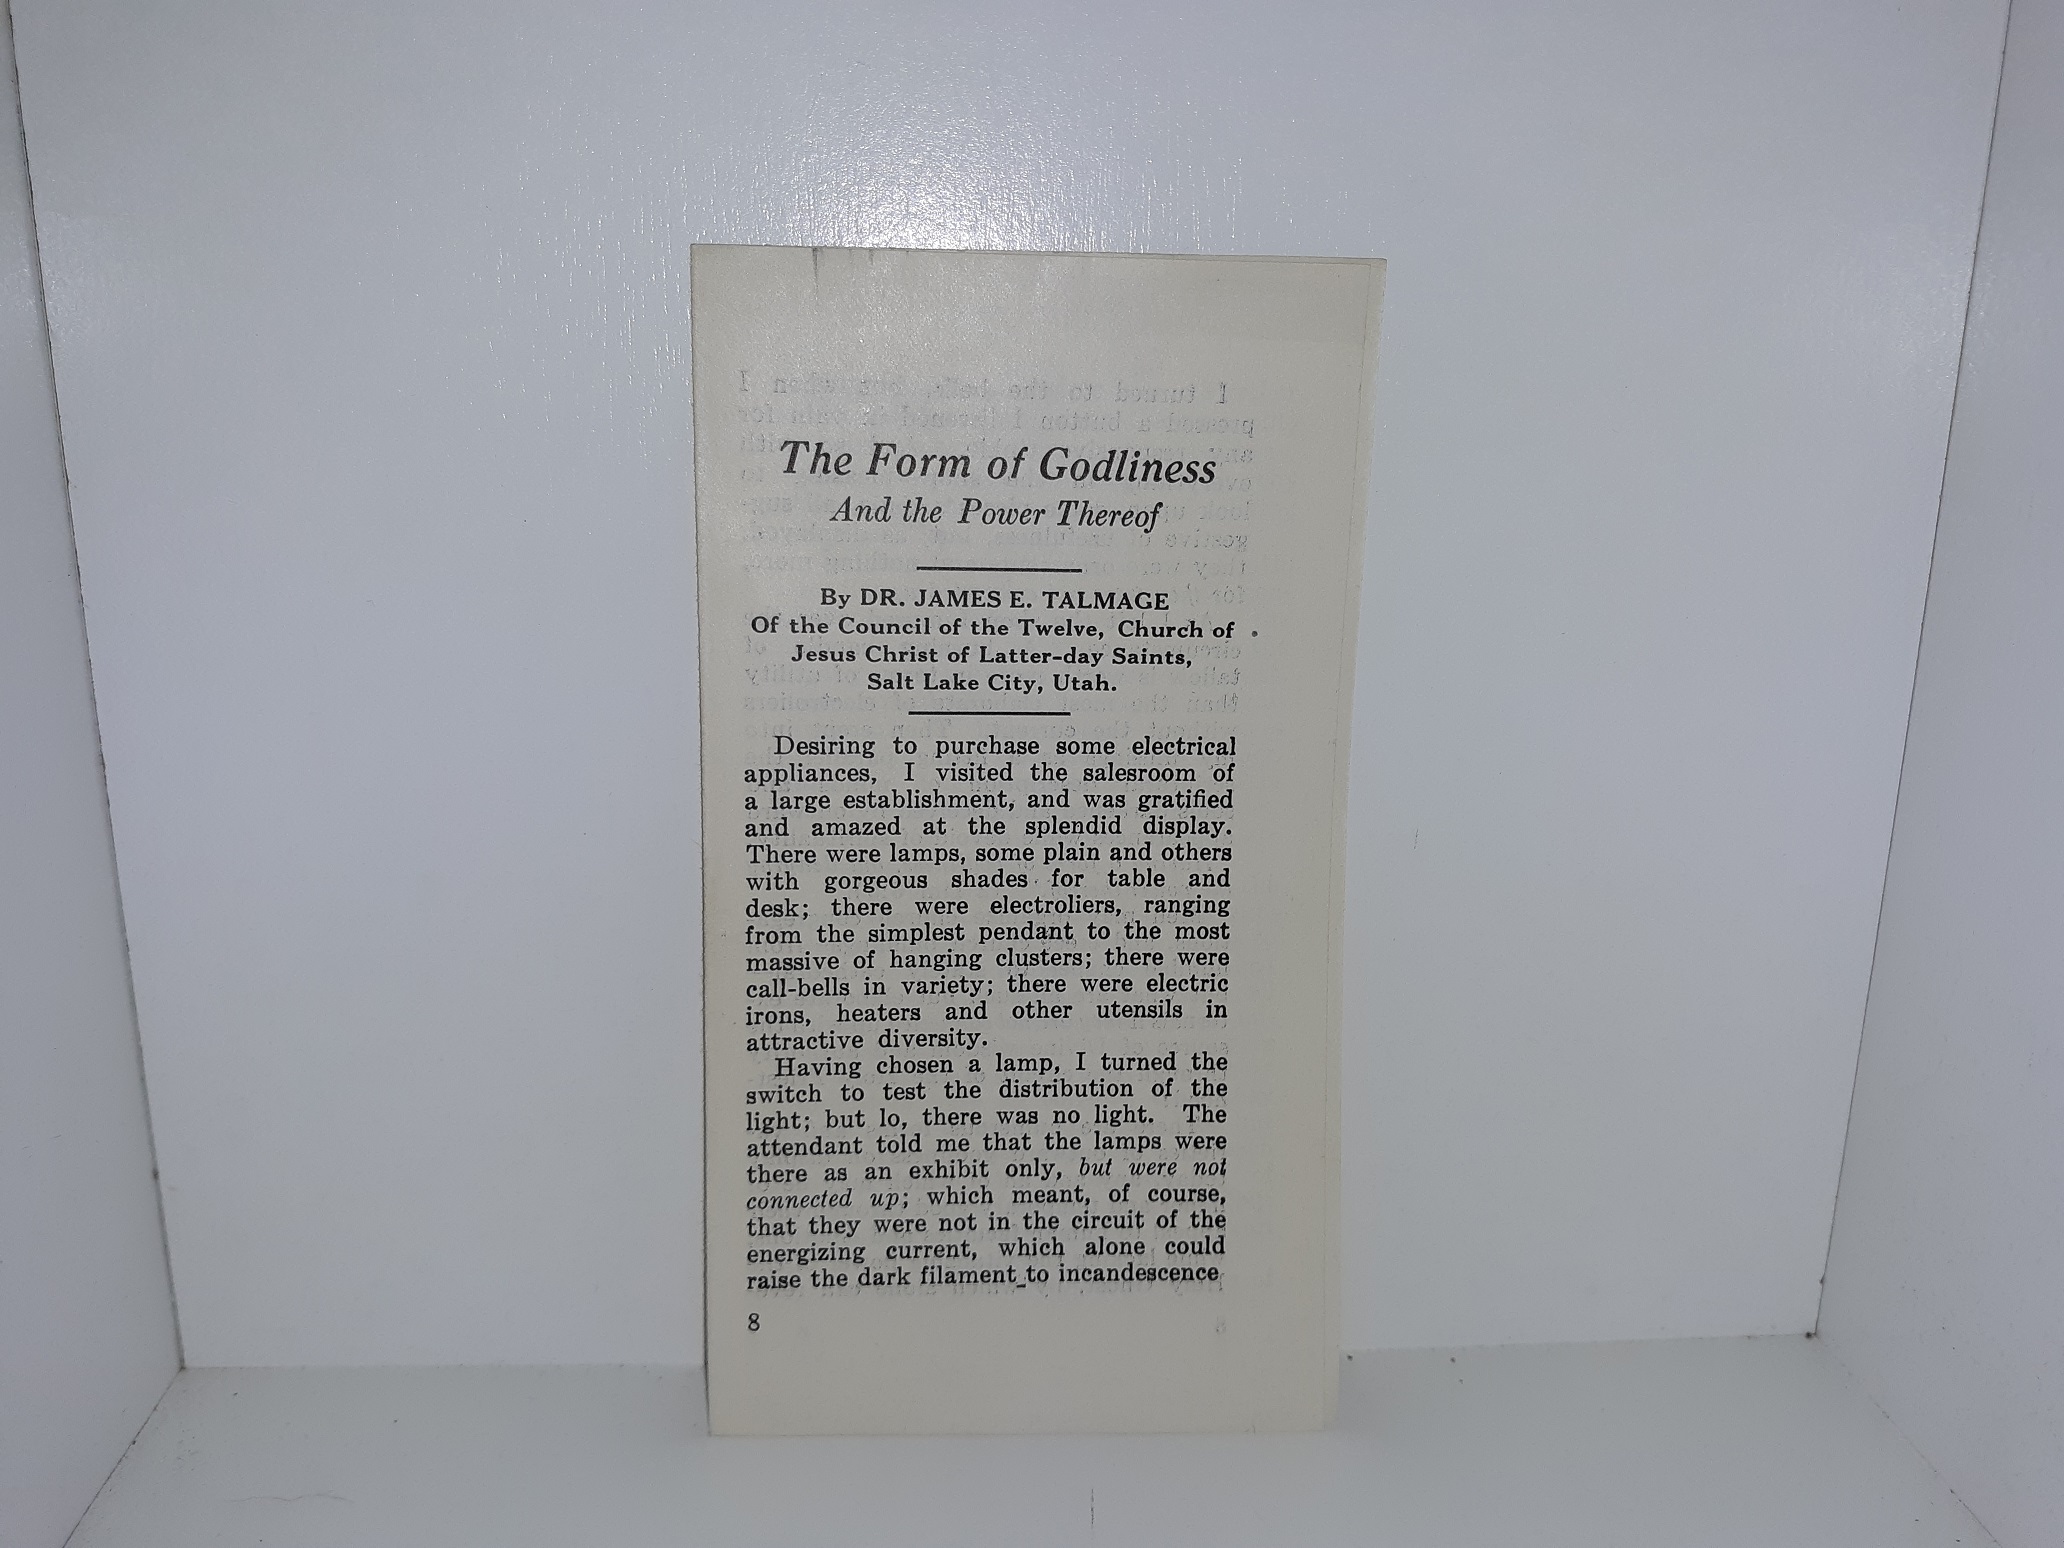 The Form of Godliness
And the Power Thereof
By DR. JAMES E. TALMAGE
Of the Council of the Twelve, Church of
Jesus Christ of Latter-day Saints,
Salt Lake City, Utah.
Desiring to purchase some electrical
appliances, I visited the salesroom of
a large establishment, and was gratified
and amazed at the splendid display.
There were lamps, some plain and others
with gorgeous shades for table and
desk; there were electroliers, ranging
from the simplest pendant to the most
massive of hanging clusters; there were
call-bells in variety; there were electric
irons, heaters and other utensils in
attractive diversity.
Having chosen a lamp, I turned the
switch to test the distribution of the
light; but lo, there was no light. The
attendant told me that the lamps were
there as an exhibit only, but were not
connected up; which meant, of course,
that they were not in the circuit of the
energizing current, which alone could
raise the dark filament to incandescence
8